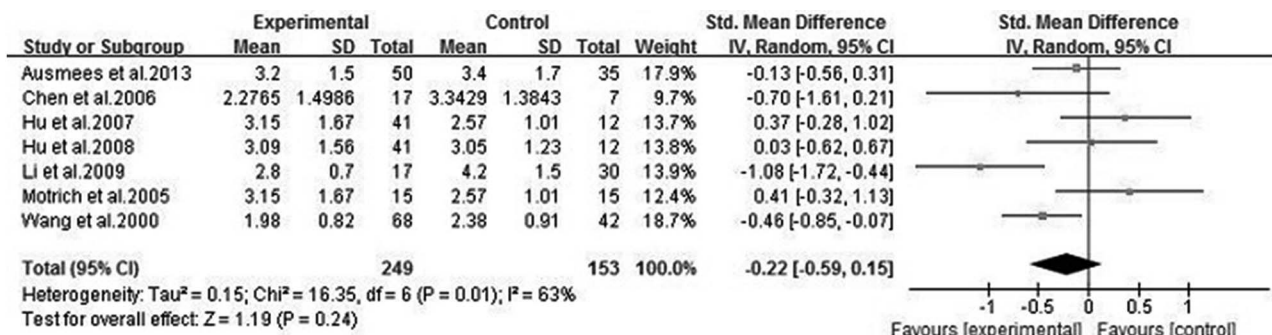 Experimental Control Std. Mean Difference Std. Mean Difference
Study or Subgroup Mean SD Total Mean SD Total Weight IV, Random, 95% CI IV, Random, 95% CI
Ausmees et al.2013 3.2 1.5 50 3.4 1.7 35 17.9% -0.13 [-0.56, 0.31]
Chen et al.2006 2.2765 1.4986 17 3.3429 1.3843 7 9.7% -0.70 [-1.61, 0.21]
Hu et al.2007 3.15 1.67 41 2.57 1.01 12 13.7% 0.37 [-0.28, 1.02]
Hu et al.2008 3.09 1.56 41 3.05 1.23 12 13.8% 0.03 [-0.62, 0.67]
Li et al.2009 2.8 0.7 17 4.2 1.5 30 13.9% -1.08 [-1.72, -0.44]
Motrich et al.2005 3.15 1.67 15 2.57 1.01 15 12.4% 0.41 [-0.32, 1.13]
Wang et al.2000 1.98 0.82 68 2.38 0.91 42 18.7% -0.46 [-0.85, -0.07]
Total (95% CI) 249 153 100.0% -0.22 [-0.59, 0.15]
Heterogeneity: Tau² = 0.15; Chi² = 16.35, df = 6 (P = 0.01); I² = 63%
Test for overall effect: Z = 1.19 (P = 0.24)
-1 -0.5 0 0.5 1
Favours [experimental] Favours [control]